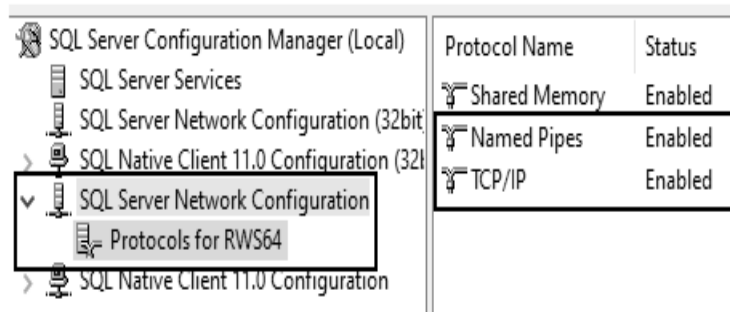 SQL Server Configuration Manager (Local)
SQL Server Services
SQL Server Network Configuration (32bit
SQL Native Client 11.0 Configuration (32b
SQL Server Network Configuration
Protocols for RWS64
SQL Native Client 11.0 Configuration
Protocol Name Status
Shared Memory Enabled
Named Pipes Enabled
TCP/IP Enabled